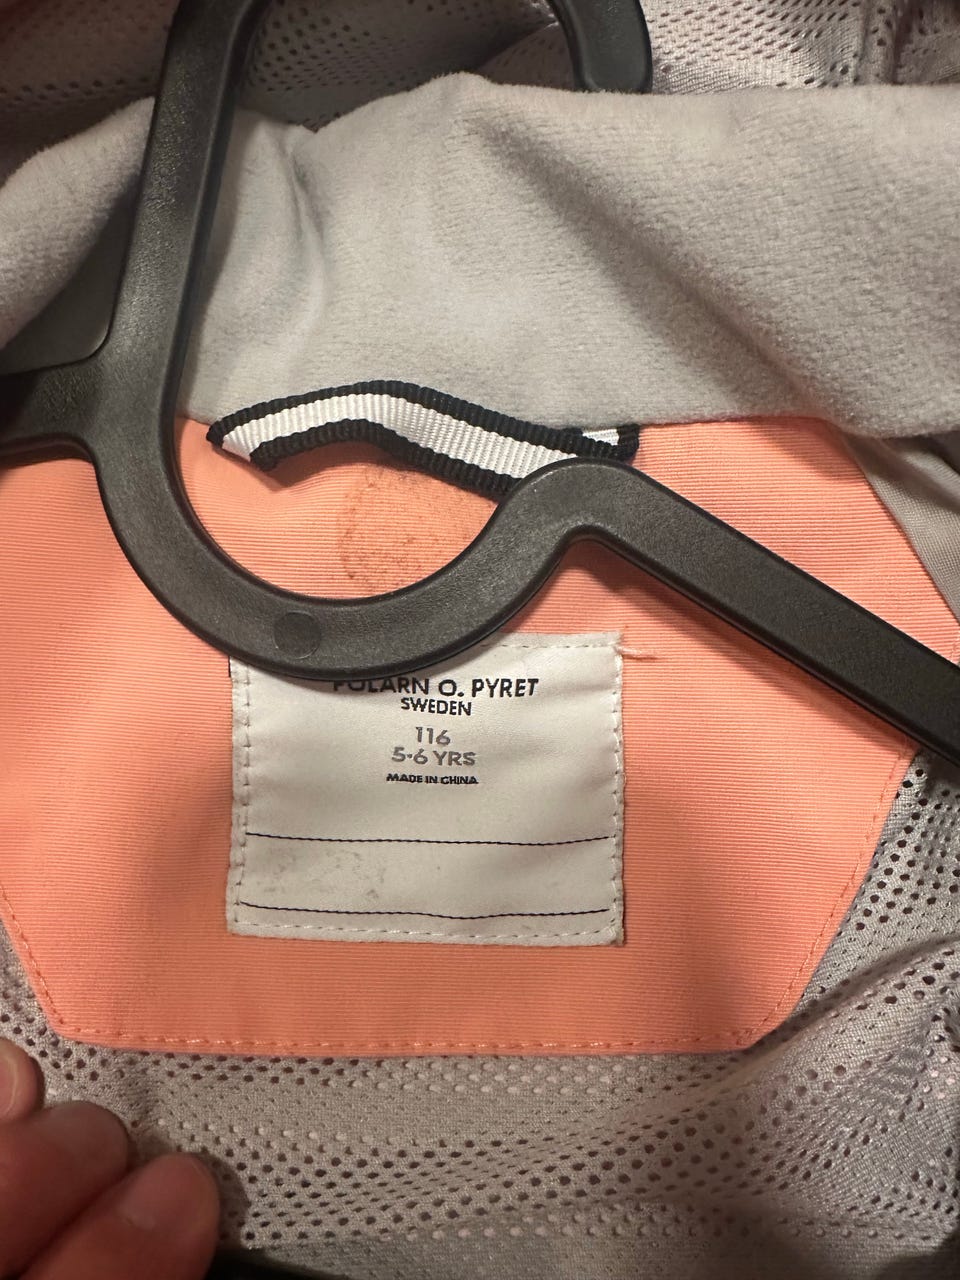 POLARN O. PYRET
SWEDEN
116
5-6 YRS
MADE IN CHINA